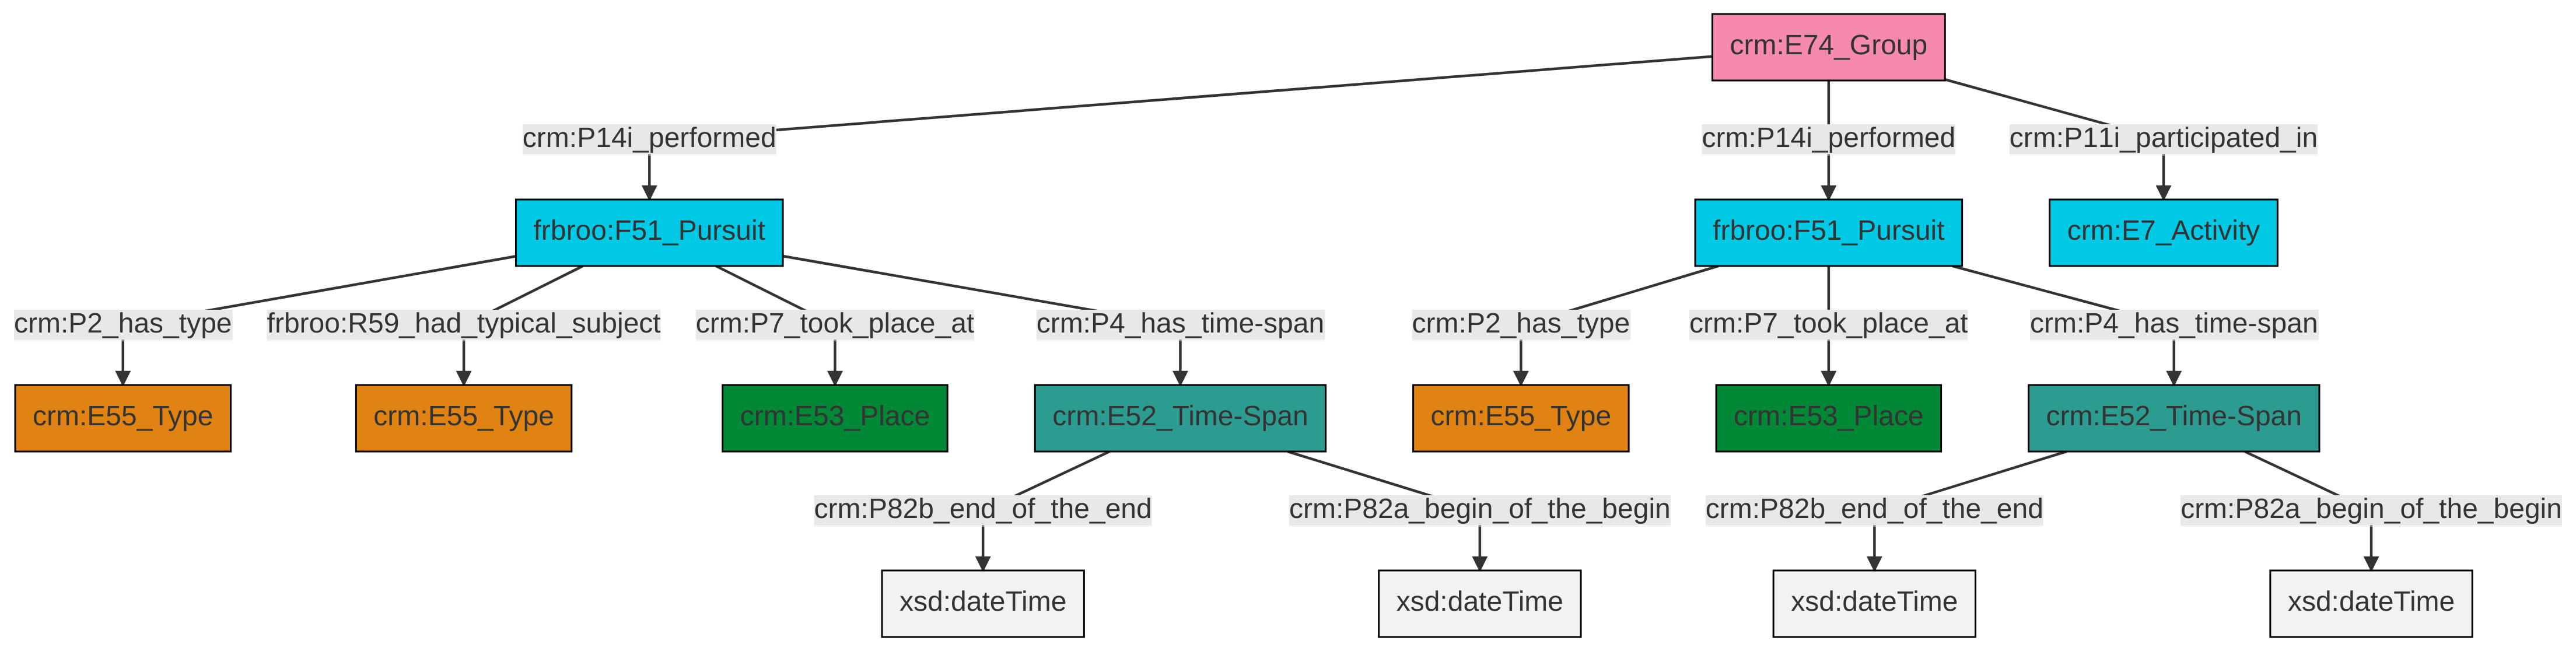 crm:E74_Group
crm:P14i_performed
crm:P14i_performed
crm:P11i_participated_in
frbroo:F51_Pursuit
frbroo:F51_Pursuit
crm:E7_Activity
crm:P2_has_type
frbroo:R59_had_typical_subject
crm:P7_took_place_at
crm:P4_has_time-span
crm:P2_has_type
crm:P7_took_place_at
crm:P4_has_time-span
crm:E55_Type
crm:E55_Type
crm:E53_Place
crm:E52_Time-Span
crm:E55_Type
crm:E53_Place
crm:E52_Time-Span
crm:P82b_end_of_the_end
crm:P82a_begin_of_the_begin
crm:P82b_end_of_the_end
crm:P82a_begin_of_the_begin
xsd:dateTime
xsd:dateTime
xsd:dateTime
xsd:dateTime